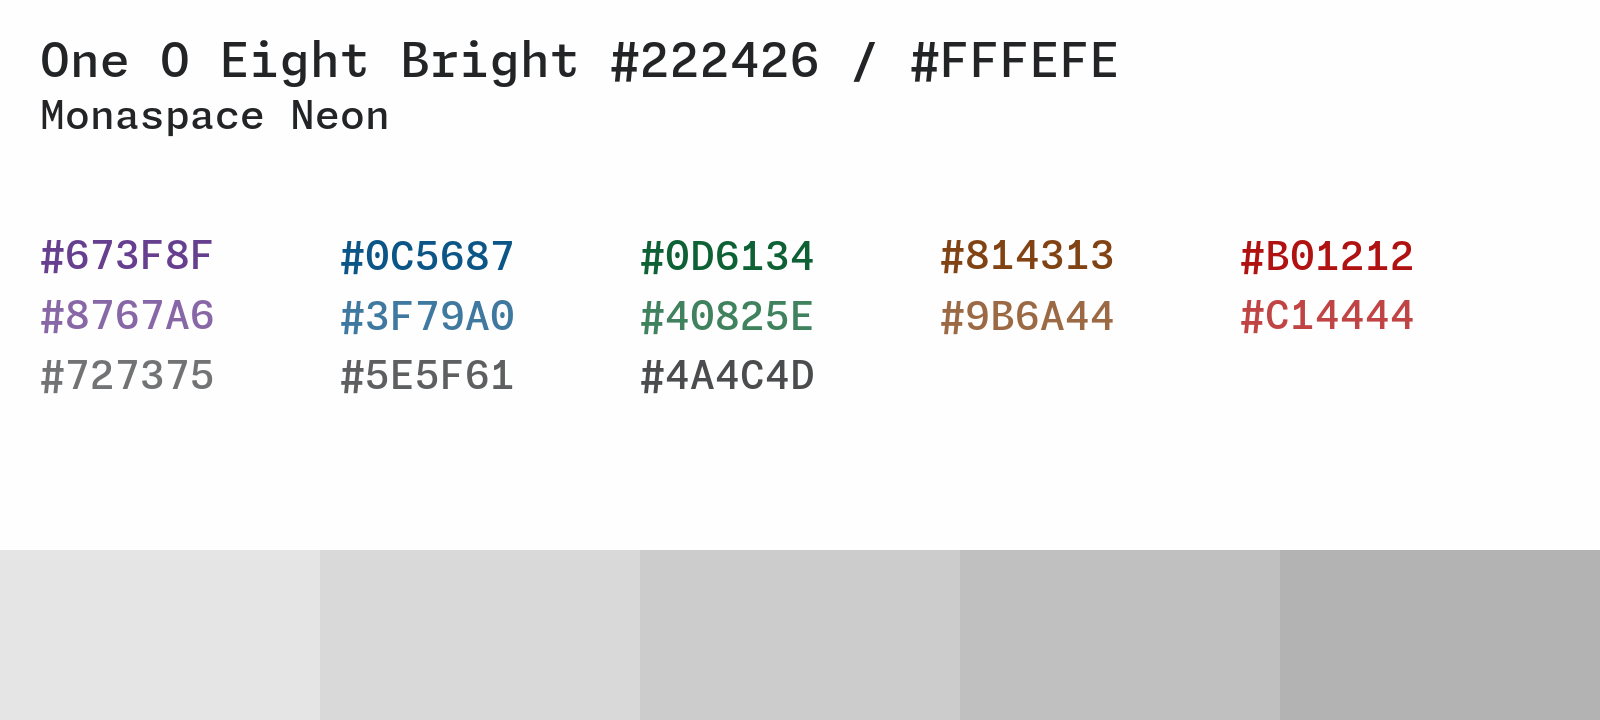 One O Eight Bright #222426 / #FFFEFE
Monaspace Neon
#673F8F #0C5687 #0D6134 #814313 #B01212
#8767A6 #3F79A0 #40825E #9B6A44 #C14444
#727375 #5E5F61 #4A4C4D